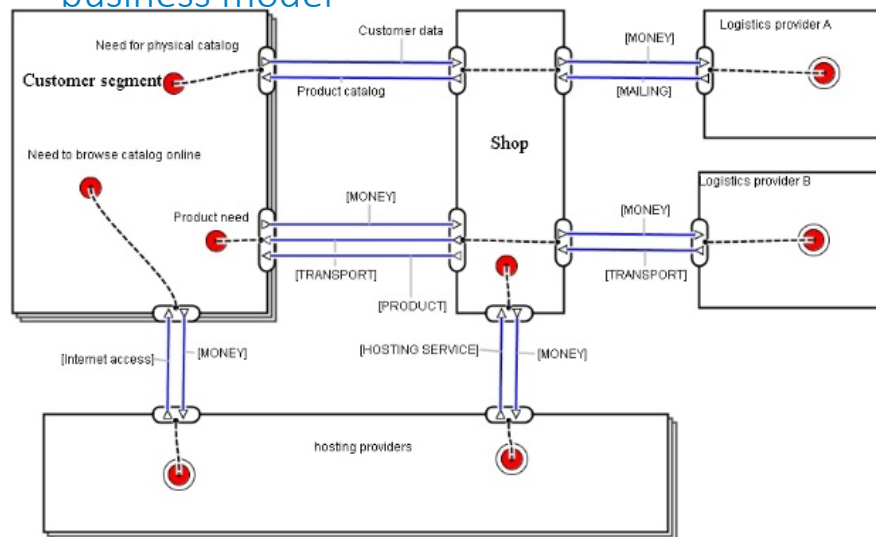 business model
Need for physical catalog
Customer data
[MONEY]
Logistics provider A
Customer segment
Product catalog
[MAILING]
Shop
Need to browse catalog online
Logistics provider B
[MONEY]
Product need
[MONEY]
[TRANSPORT]
[TRANSPORT]
[PRODUCT]
[Internet access]
[MONEY]
[HOSTING SERVICE]
[MONEY]
hosting providers